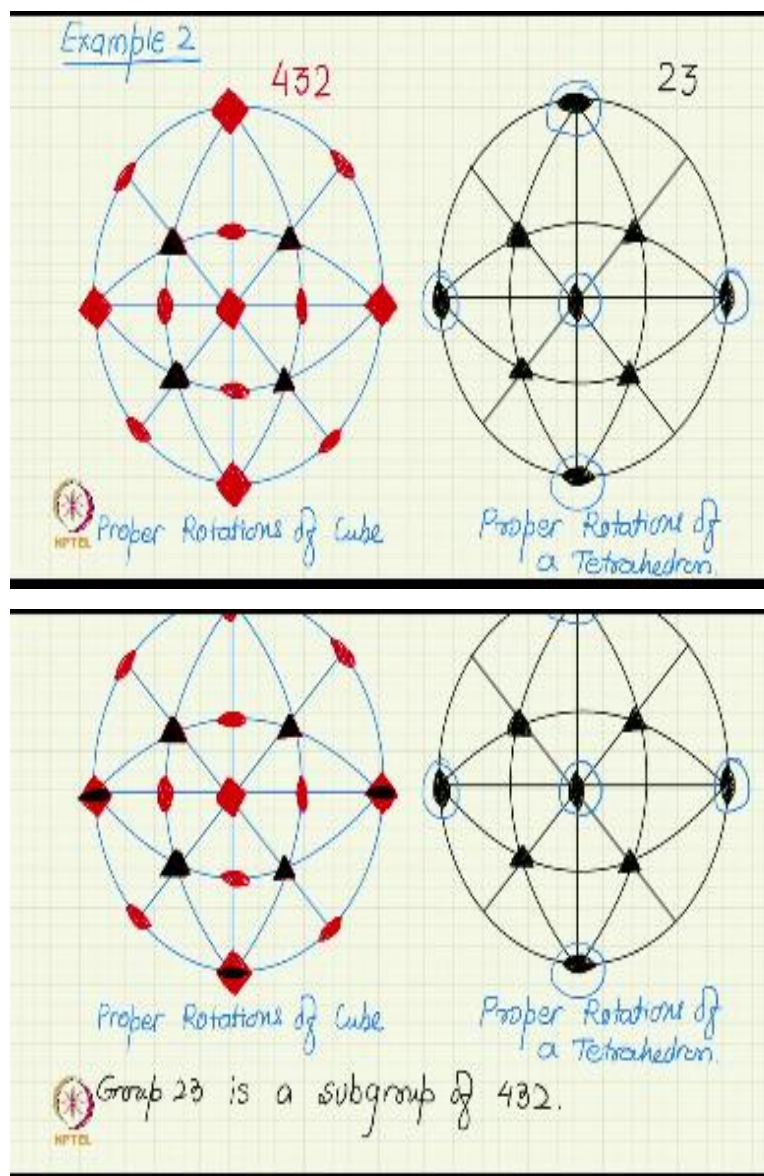 Example 2
432
23
Proper Rotations of Cube
Proper Rotations of
a Tetrahedron.
NPTEL
Proper Rotations of Cube
Proper Rotations of
a Tetrahedron.
Group 23 is a subgroup of 432.
NPTEL